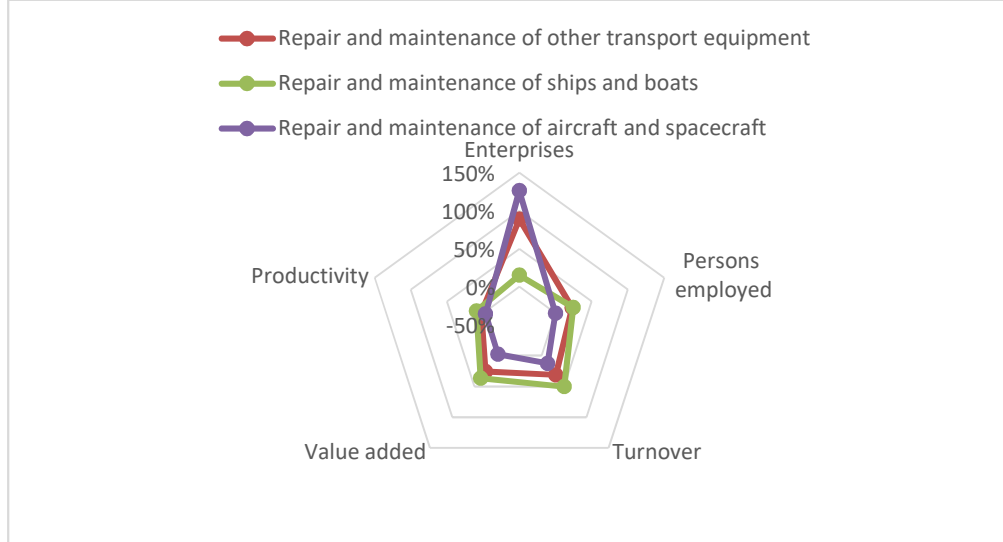 Repair and maintenance of other transport equipment
Repair and maintenance of ships and boats
Repair and maintenance of aircraft and spacecraft
Enterprises
150%
100%
50%
0%
-50%
Persons
employed
Productivity
Value added
Turnover